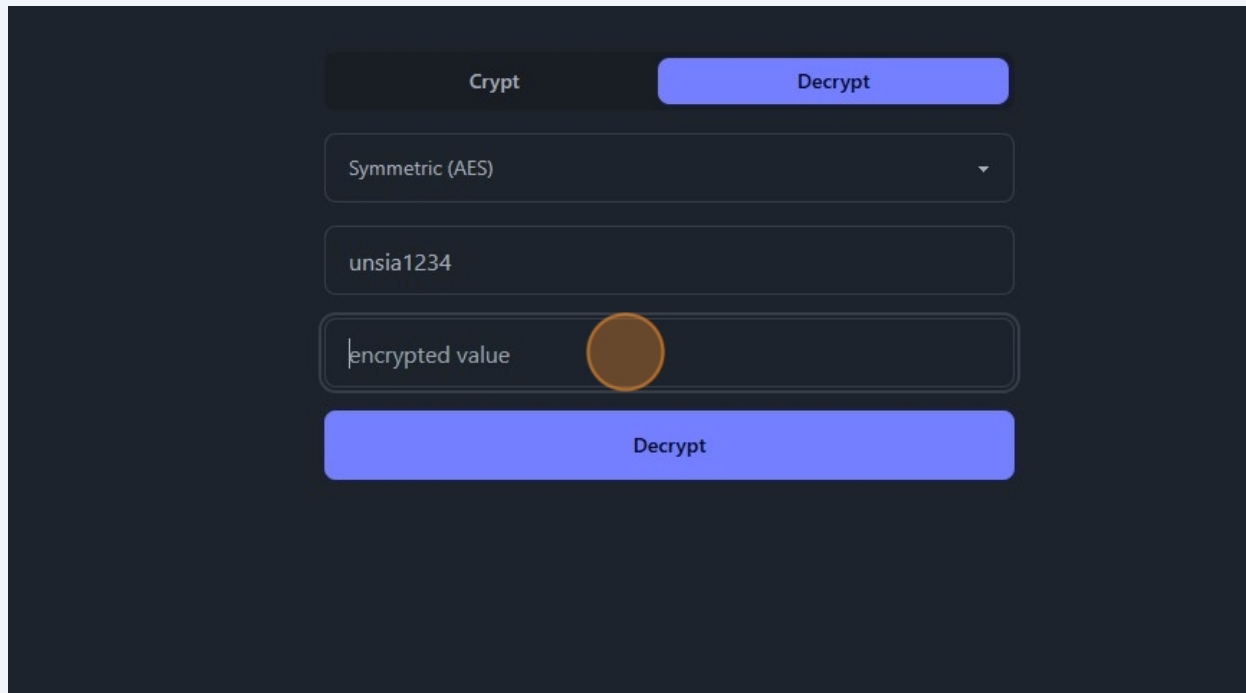 Crypt Decrypt
Symmetric (AES)
unsia1234
encrypted value
Decrypt